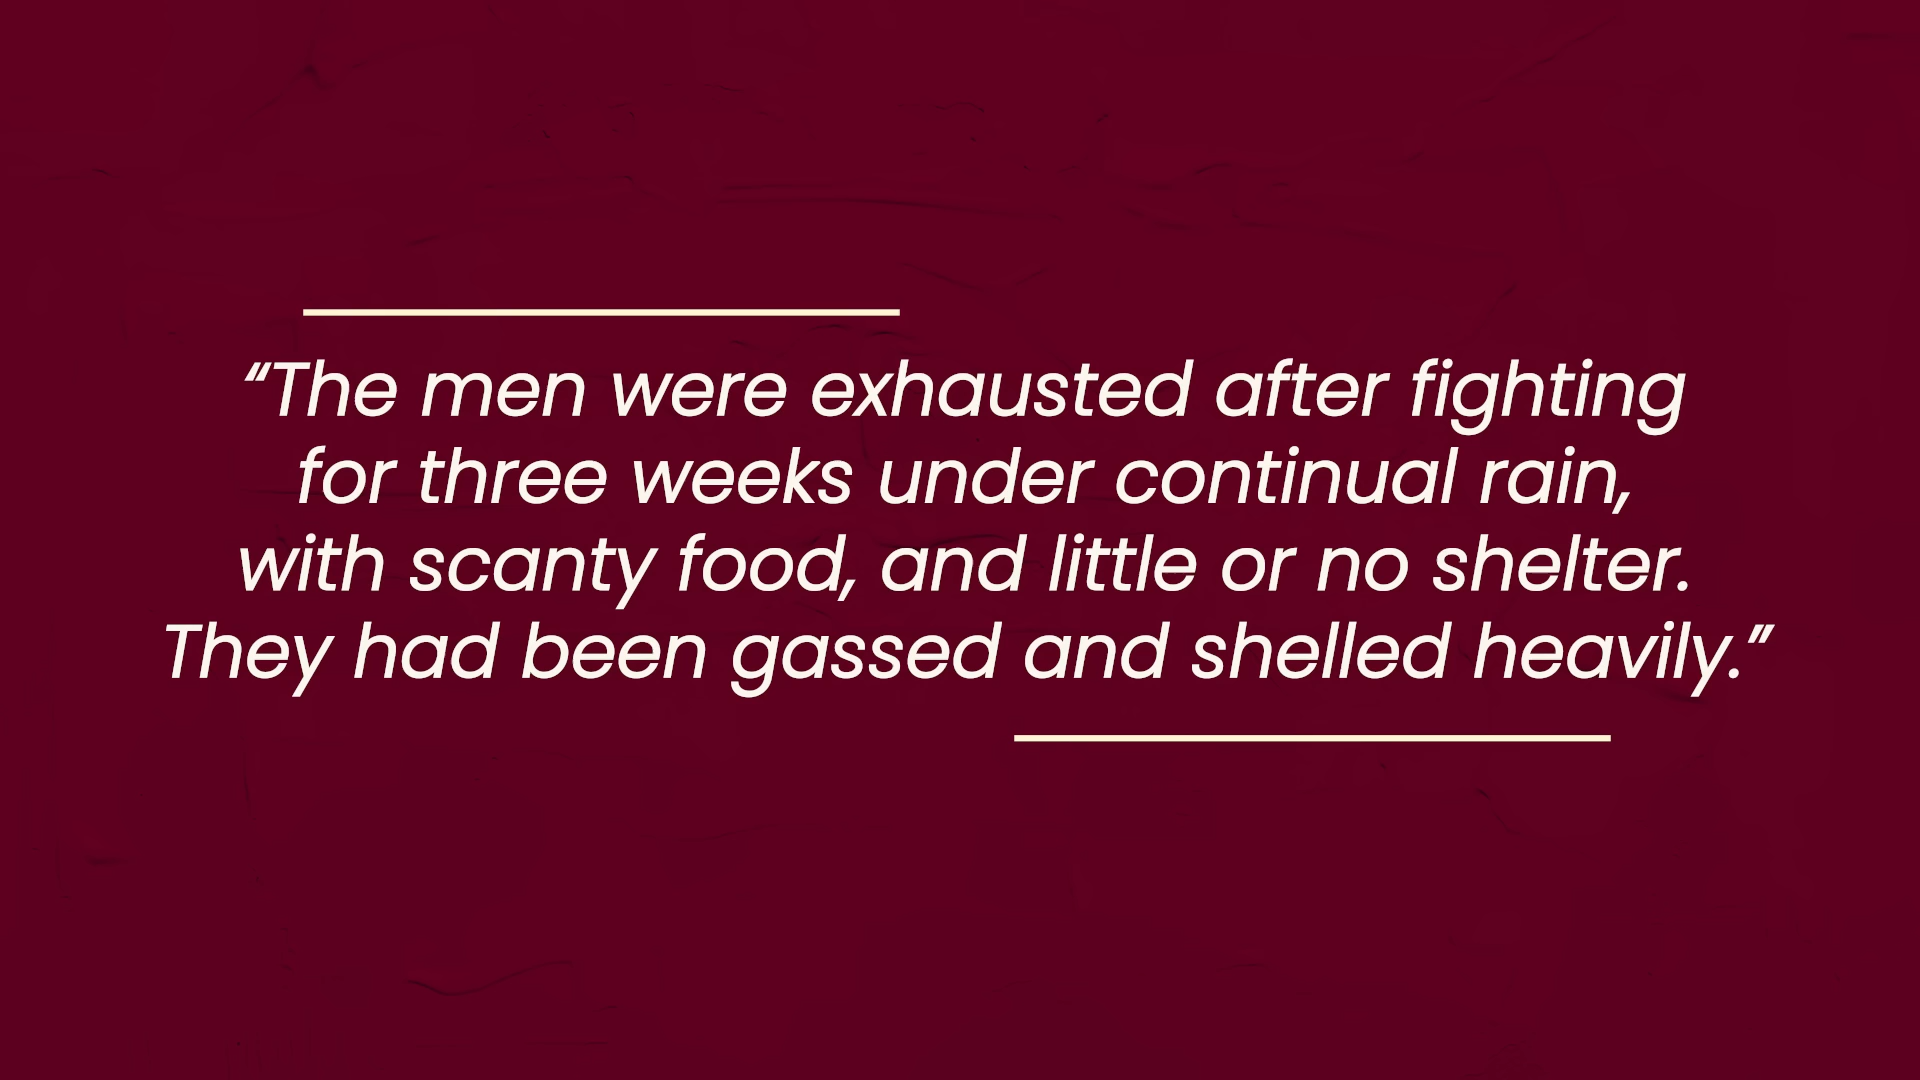 “The men were exhausted after fighting
for three weeks under continual rain,
with scanty food, and little or no shelter.
They had been gassed and shelled heavily.”